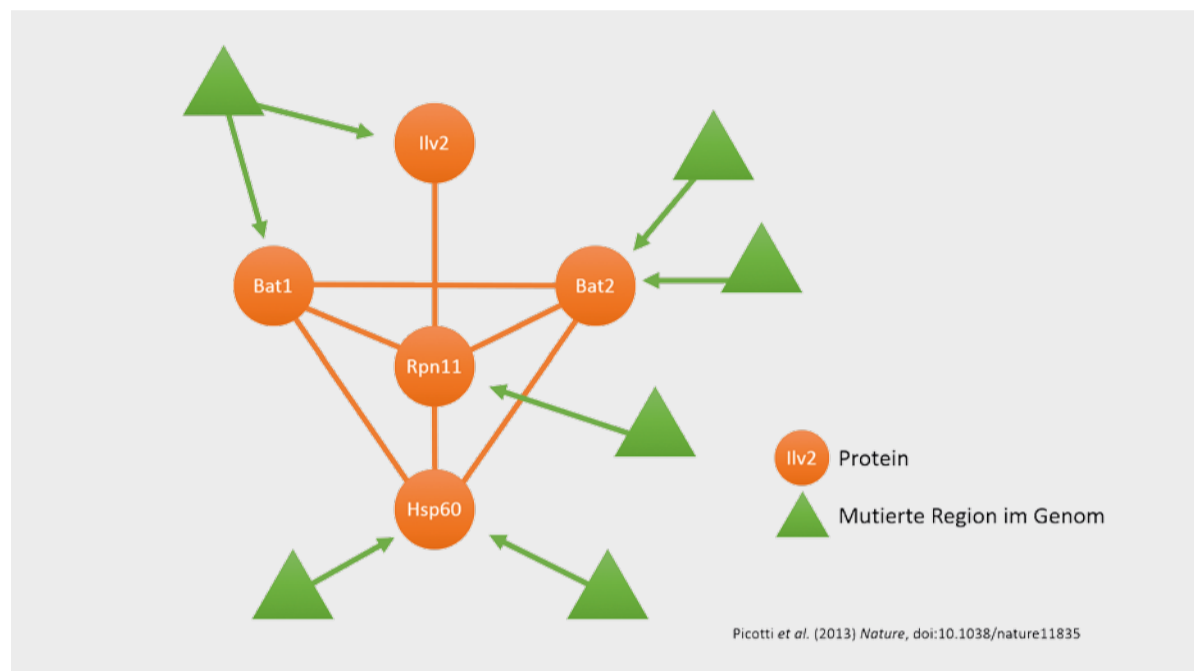 Ilv2
Bat1
Bat2
Rpn11
Hsp60
Ilv2 Protein
Mutierte Region im Genom
Picotti et al. (2013) Nature, doi:10.1038/nature11835